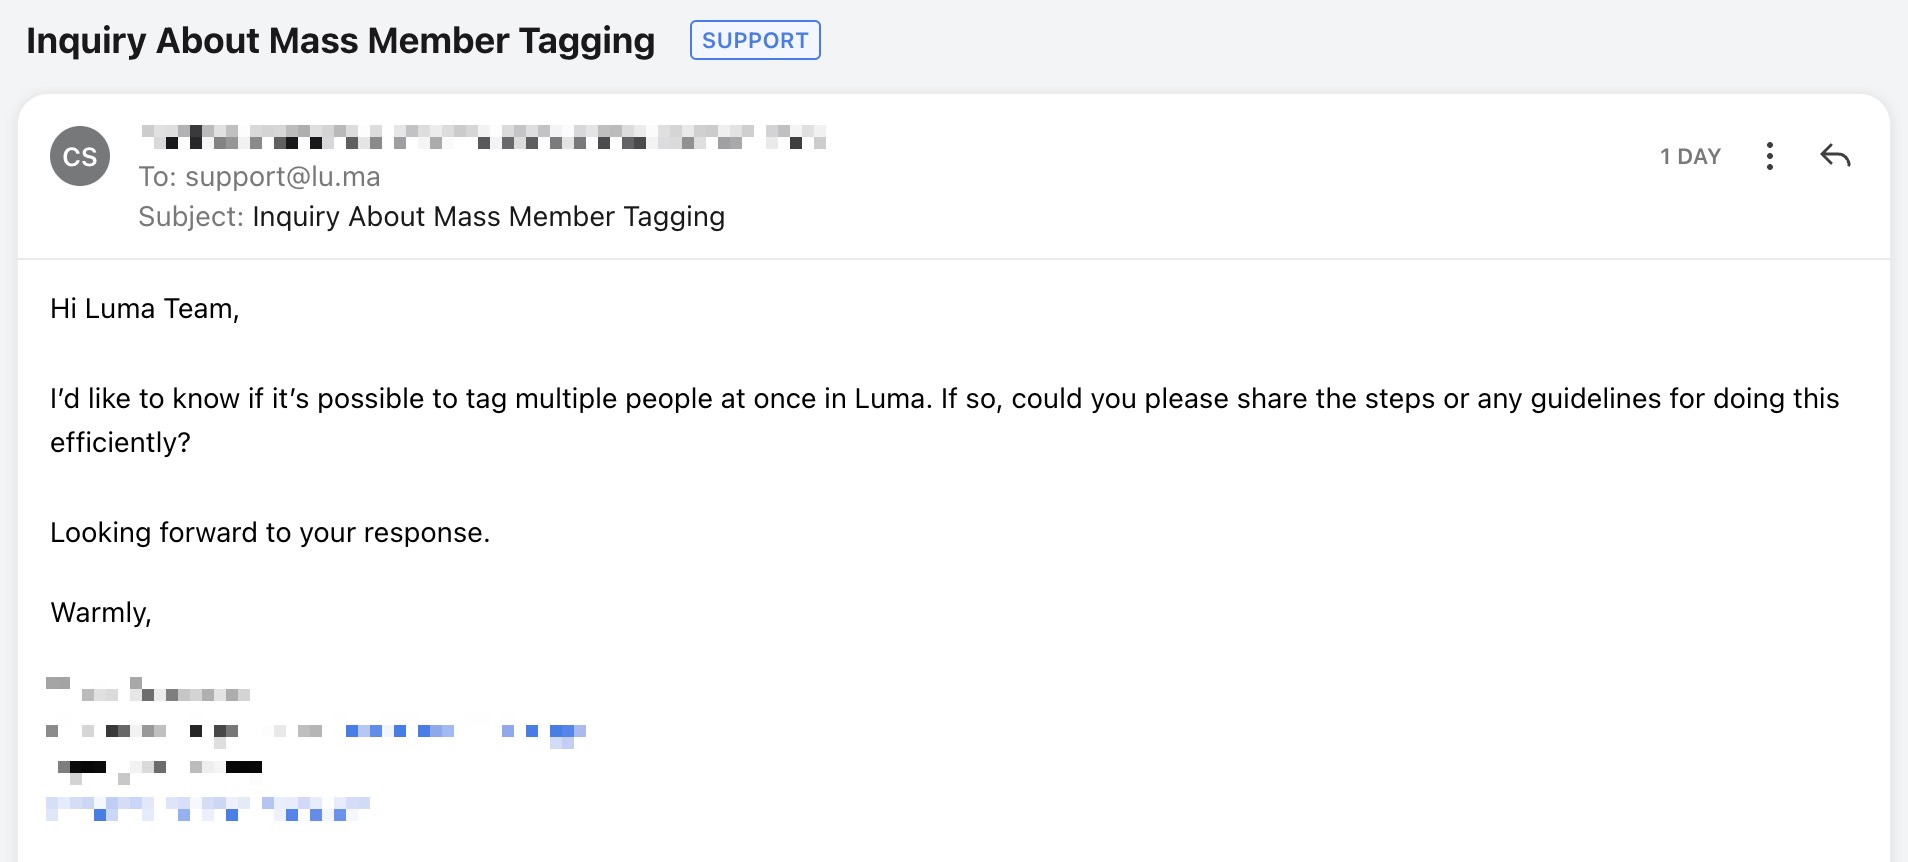 Inquiry About Mass Member Tagging SUPPORT
CS
1 DAY
To: support@lu.ma
Subject: Inquiry About Mass Member Tagging
Hi Luma Team,
I’d like to know if it’s possible to tag multiple people at once in Luma. If so, could you please share the steps or any guidelines for doing this
efficiently?
Looking forward to your response.
Warmly,